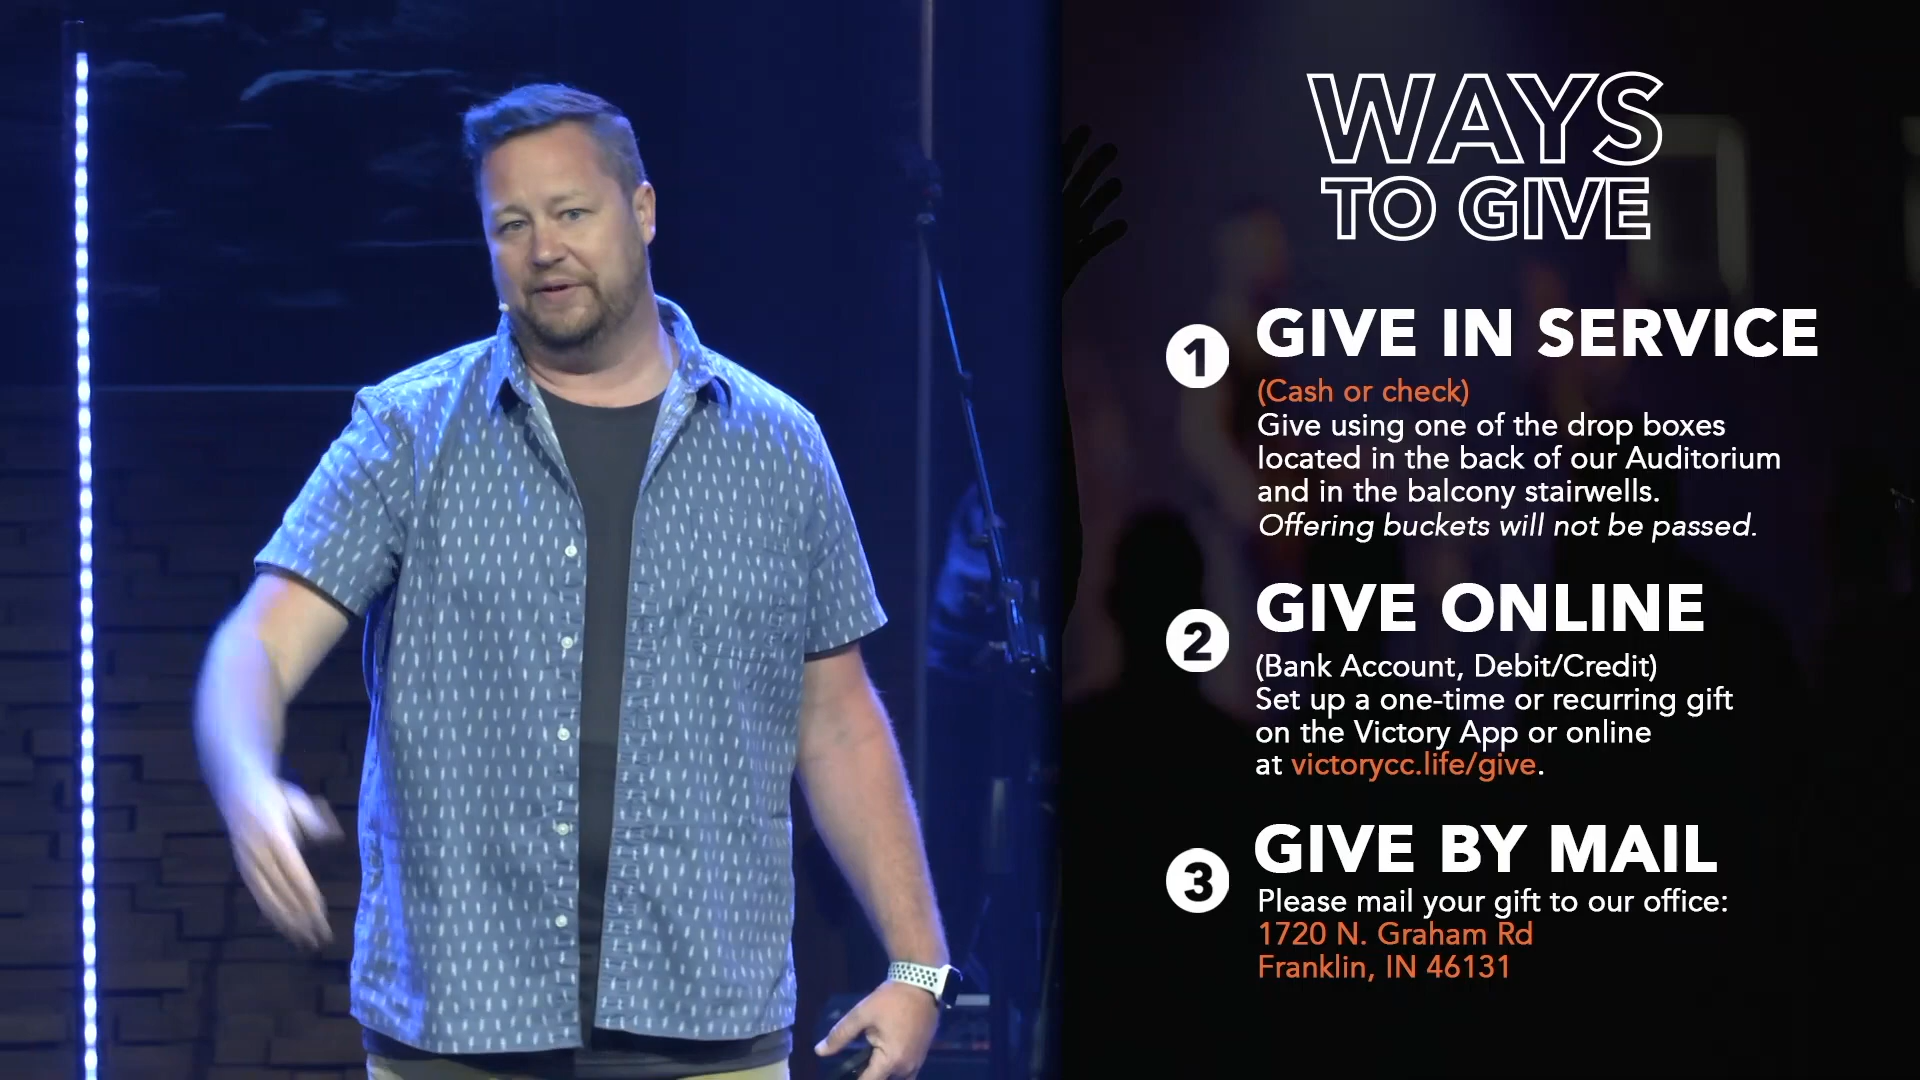 WAYS
TO GIVE
1
GIVE IN SERVICE
(Cash or check)
Give using one of the drop boxes
located in the back of our Auditorium
and in the balcony stairwells.
Offering buckets will not be passed.
2
GIVE ONLINE
(Bank Account, Debit/Credit)
Set up a one-time or recurring gift
on the Victory App or online
at victorycc.life/give.
3
GIVE BY MAIL
Please mail your gift to our office:
1720 N. Graham Rd
Franklin, IN 46131